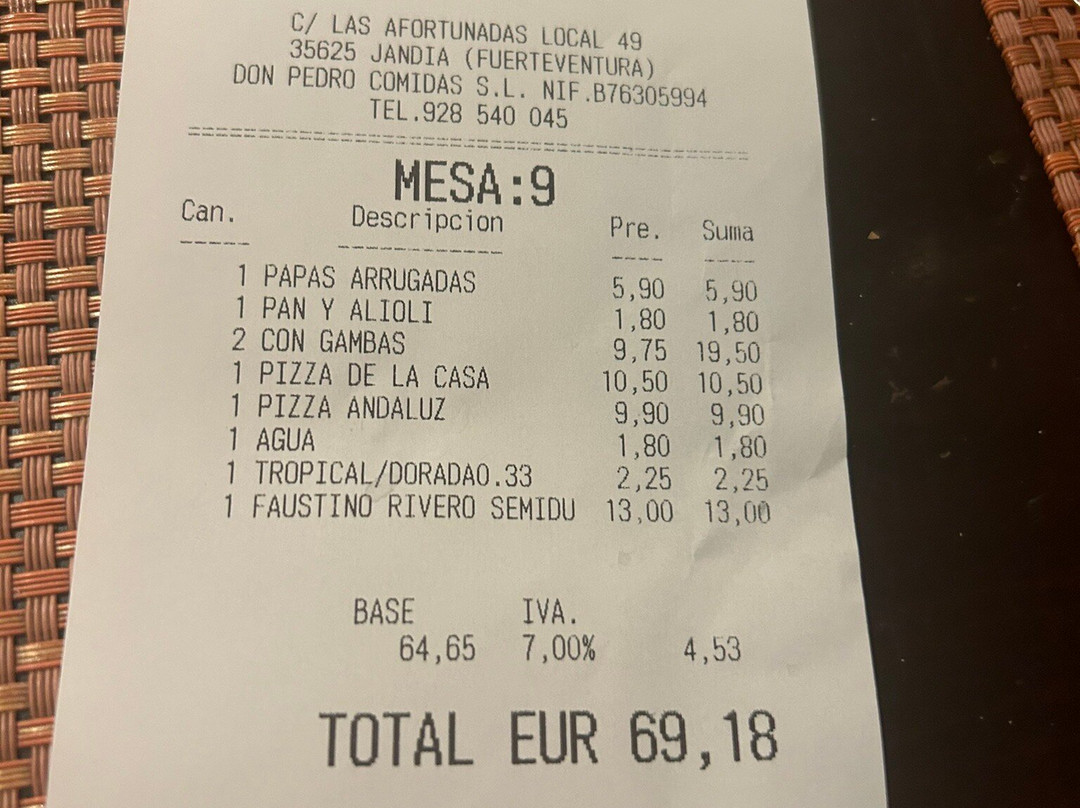 C/ LAS AFORTUNADAS LOCAL 49
35625 JANDIA (FUERTEVENTURA)
DON PEDRO COMIDAS S.L. NIF.B76305994
TEL.928 540 045
MESA:9
Can. Descripcion Pre. Suma
1 PAPAS ARRUGADAS 5,90 5,90
1 PAN Y ALIOLI 1,80 1,80
2 CON GAMBAS 9,75 19,50
1 PIZZA DE LA CASA 10,50 10,50
1 PIZZA ANDALUZ 9,90 9,90
1 AGUA 1,80 1,80
1 TROPICAL/DORADA0.33 2,25 2,25
1 FAUSTINO RIVERO SEMIDU 13,00 13,00
BASE IVA.
64,65 7,00% 4,53
TOTAL EUR 69,18